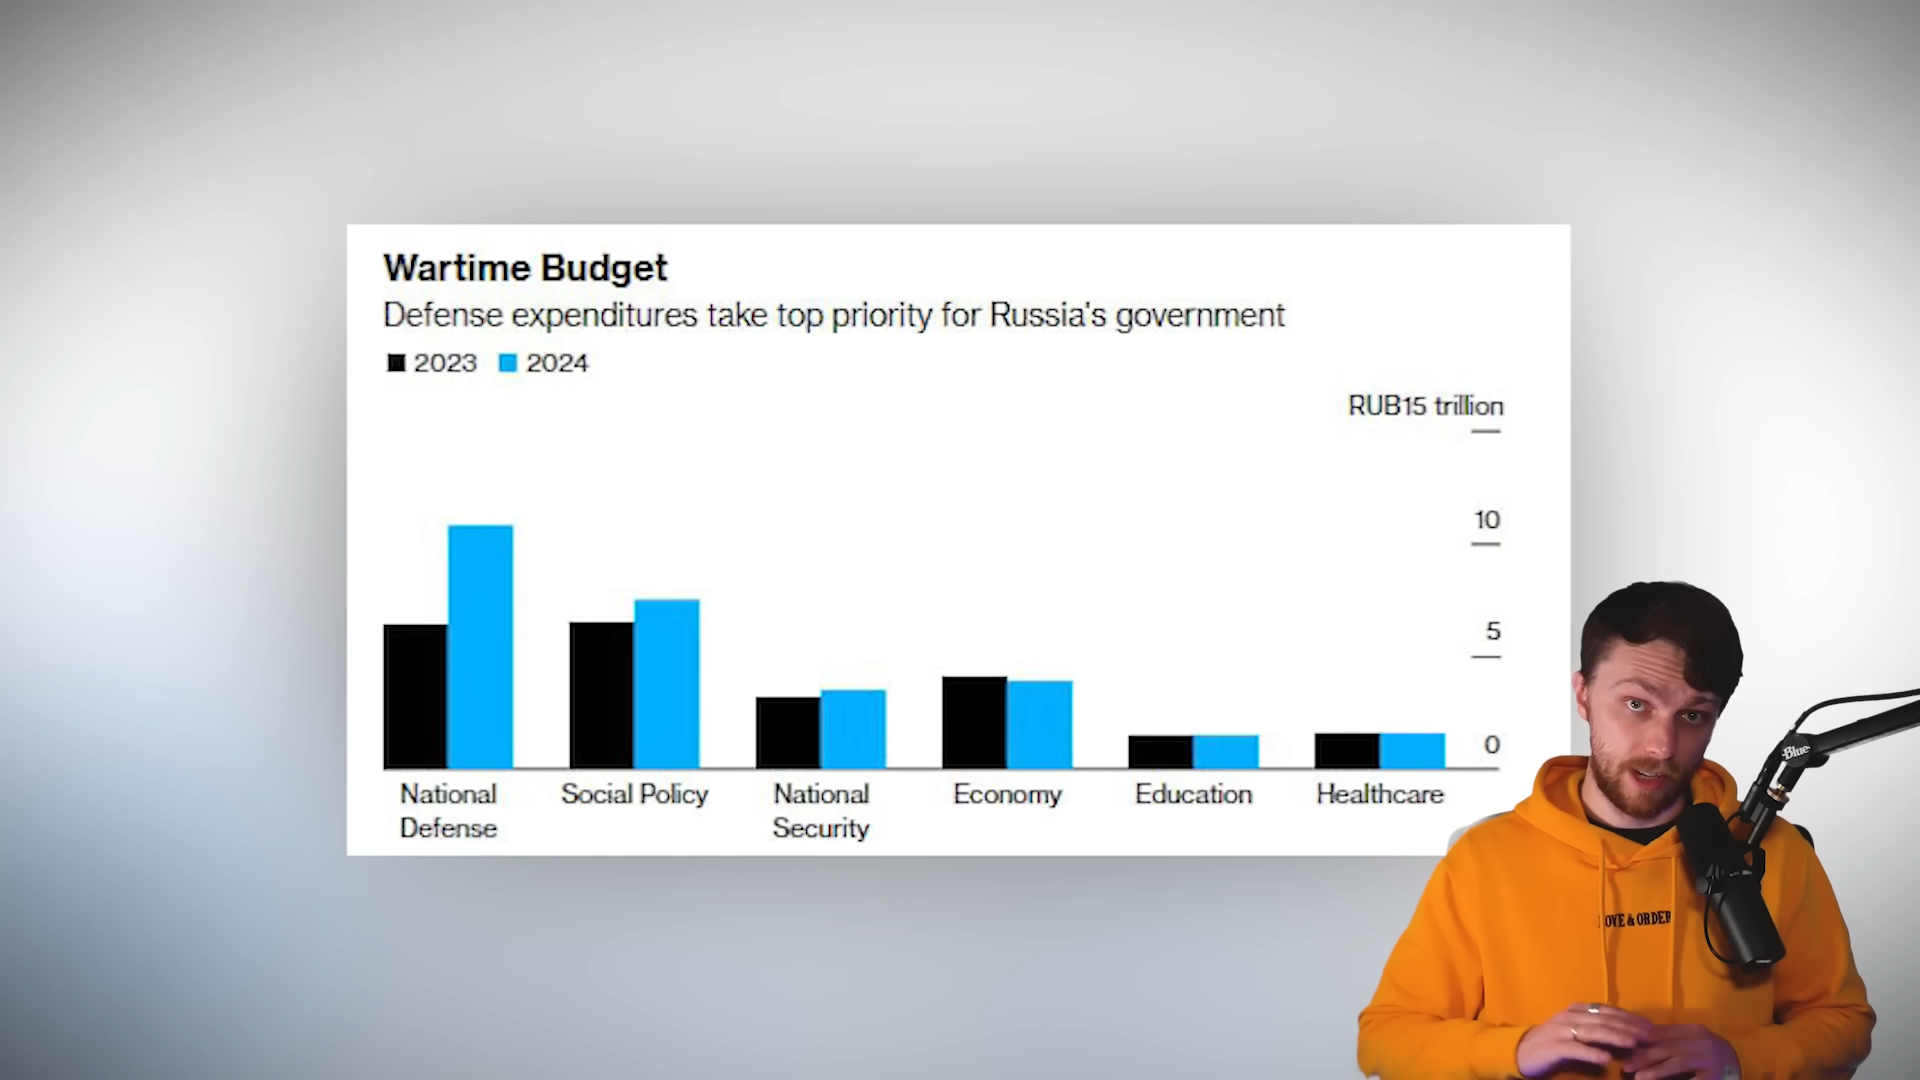 Wartime Budget
Defense expenditures take top priority for Russia's government
2023 2024
RUB15 trillion
10
5
0
National Defense
Social Policy
National Security
Economy
Education
Healthcare
Blue
& ORDER